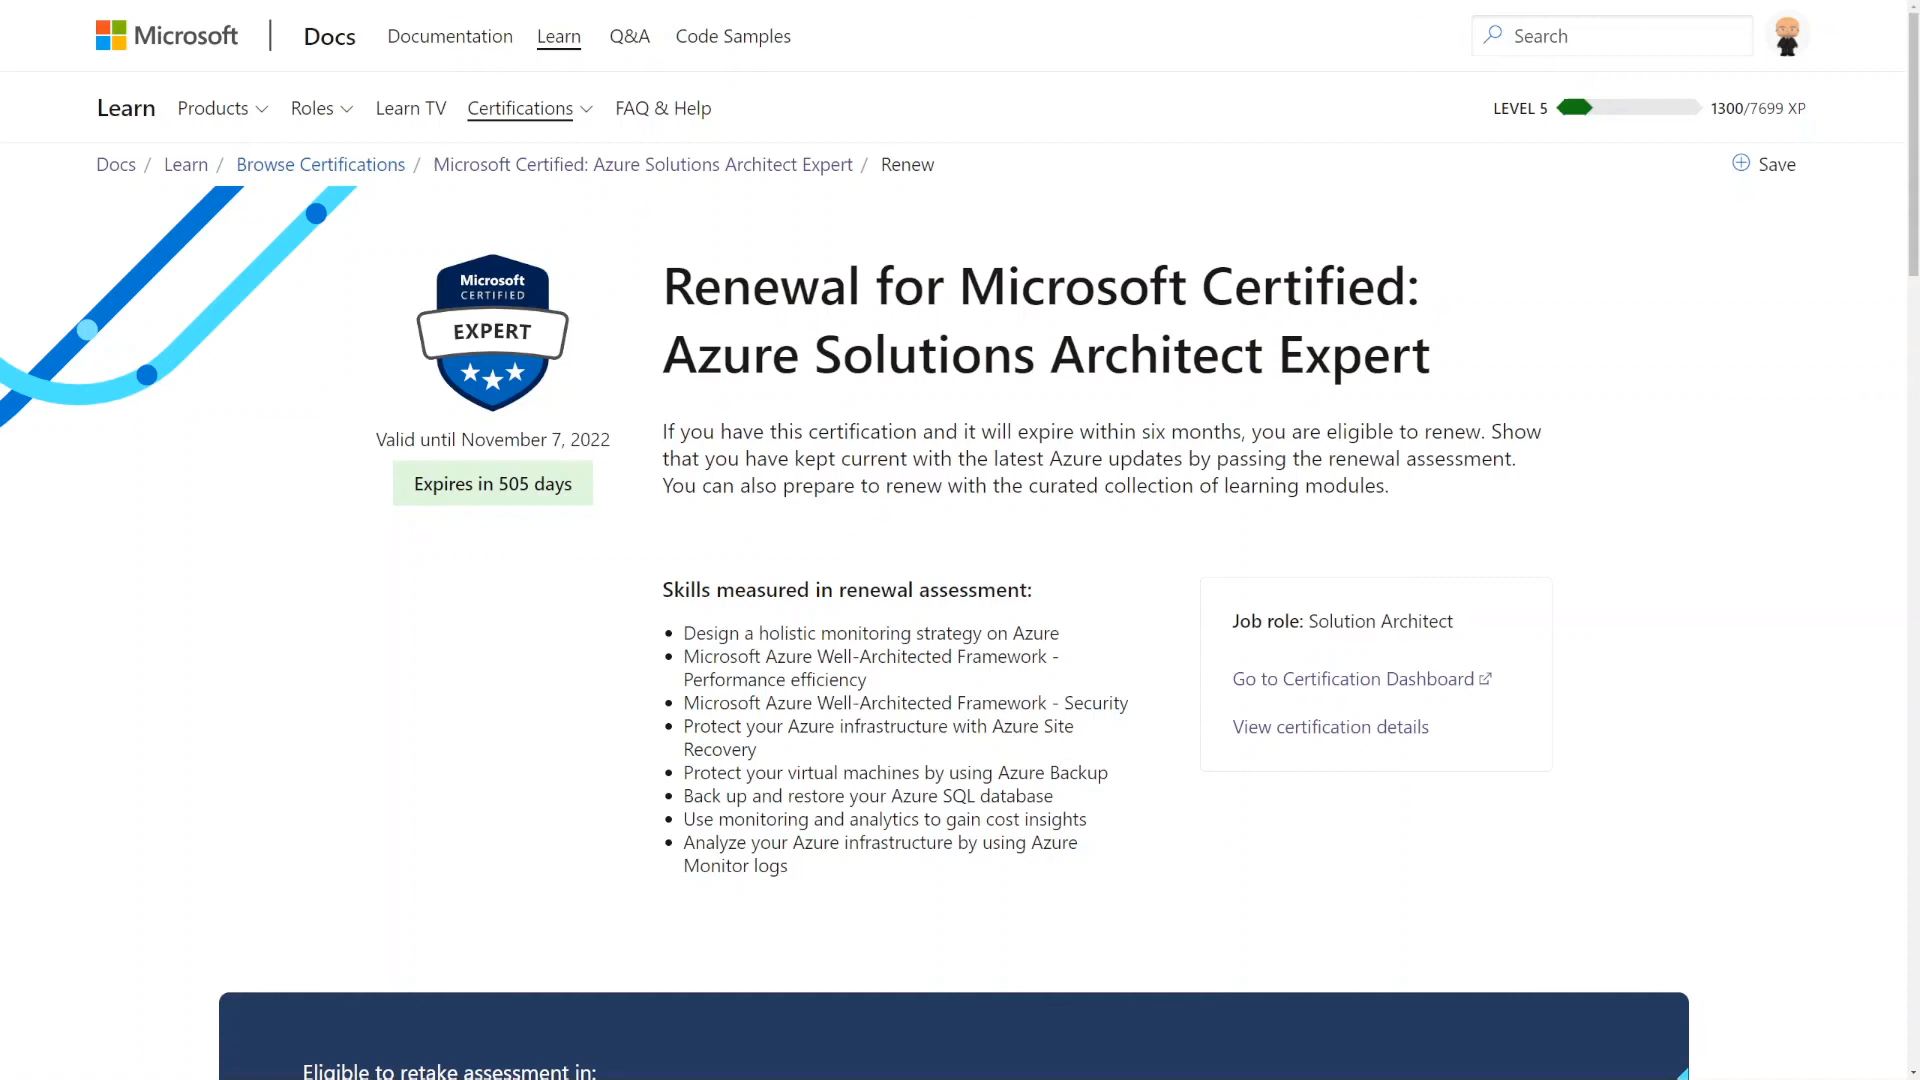 Microsoft
Docs
Documentation
Learn
Q&A
Code Samples
Search
Learn
Products
Roles
Learn TV
Certifications
FAQ & Help
LEVEL 5
1300/7699 XP
Docs / Learn / Browse Certifications / Microsoft Certified: Azure Solutions Architect Expert / Renew
Save
Microsoft
CERTIFIED
EXPERT
Valid until November 7, 2022
Expires in 505 days
Renewal for Microsoft Certified:
Azure Solutions Architect Expert
If you have this certification and it will expire within six months, you are eligible to renew. Show
that you have kept current with the latest Azure updates by passing the renewal assessment.
You can also prepare to renew with the curated collection of learning modules.
Skills measured in renewal assessment:
• Design a holistic monitoring strategy on Azure
• Microsoft Azure Well-Architected Framework -
Performance efficiency
• Microsoft Azure Well-Architected Framework - Security
• Protect your Azure infrastructure with Azure Site
Recovery
• Protect your virtual machines by using Azure Backup
• Back up and restore your Azure SQL database
• Use monitoring and analytics to gain cost insights
• Analyze your Azure infrastructure by using Azure
Monitor logs
Job role: Solution Architect
Go to Certification Dashboard
View certification details
Eligible to retake assessment in: